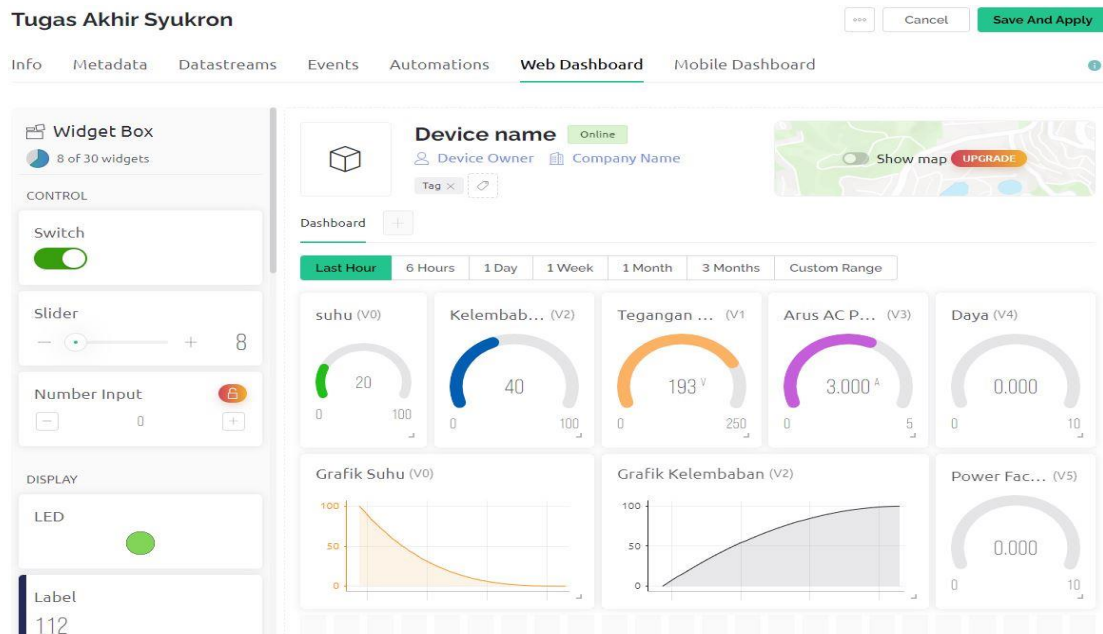 Tugas Akhir Syukron
Cancel
Save And Apply
Info Metadata Datastreams Events Automations Web Dashboard Mobile Dashboard
Widget Box
8 of 30 widgets
CONTROL
Switch
Slider
8
Number Input
0
DISPLAY
LED
Label
112
Device name Online
Device Owner Company Name
Tag
Show map UPGRADE
Dashboard
Last Hour 6 Hours 1 Day 1 Week 1 Month 3 Months Custom Range
suhu (V0)
20
0 100
Kelembab... (V2)
40
0 100
Tegangan ... (V1
193 V
0 250
Arus AC P... (V3)
3.000 A
0 5
Daya (V4)
0.000
0 10
Grafik Suhu (V0)
100
50
0
Grafik Kelembaban (V2)
100
50
0
Power Fac... (V5)
0.000
0 10